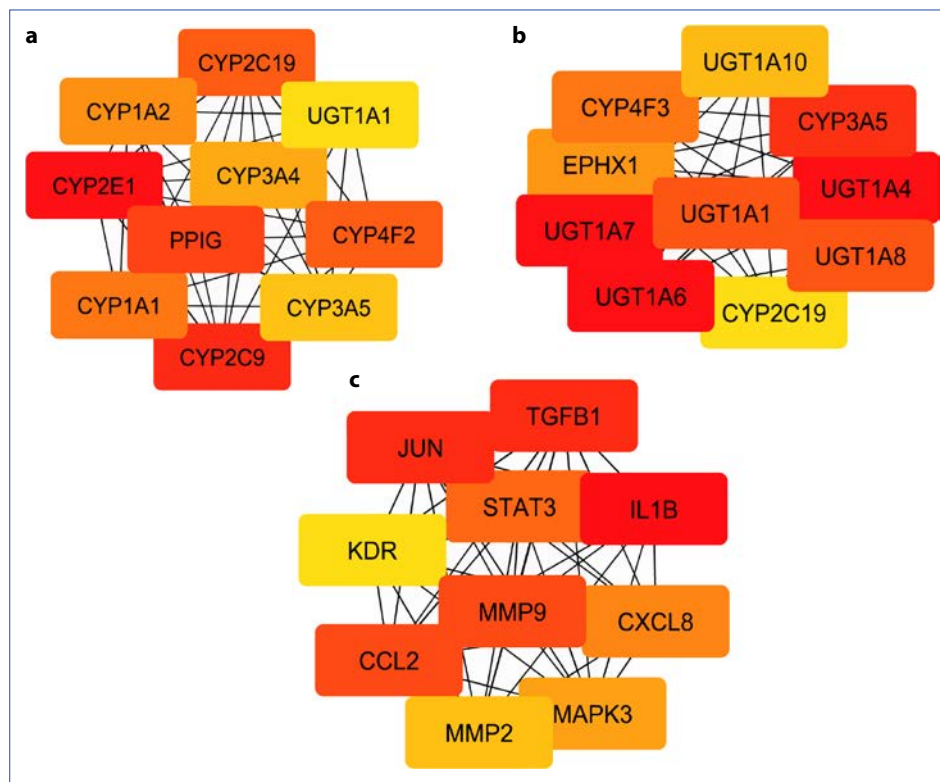 a
CYP2C19
CYP1A2
UGT1A1
CYP2E1
CYP3A4
PPIG
CYP4F2
CYP1A1
CYP3A5
CYP2C9
b
UGT1A10
CYP4F3
CYP3A5
EPHX1
UGT1A4
UGT1A7
UGT1A1
UGT1A8
UGT1A6
CYP2C19
c
TGFB1
JUN
STAT3
IL1B
KDR
MMP9
CXCL8
CCL2
MAPK3
MMP2